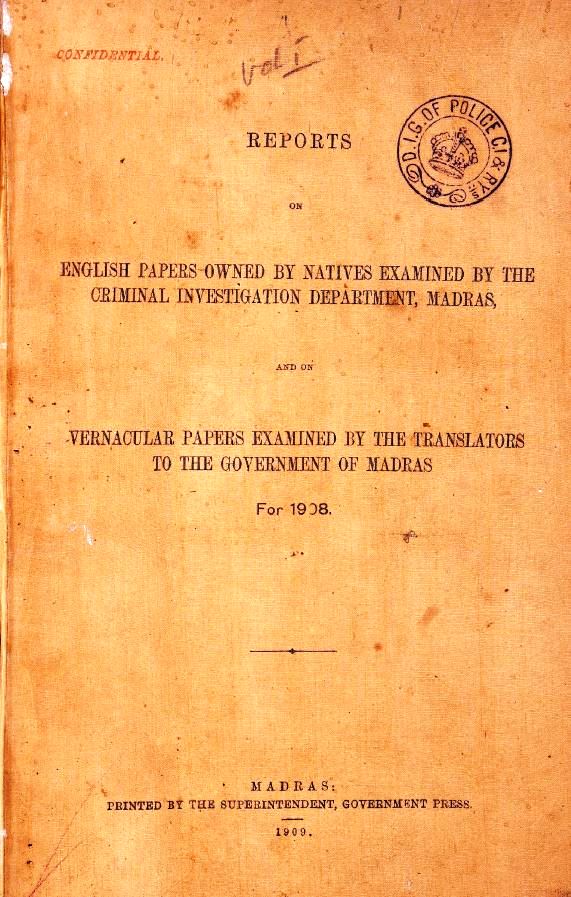 CONFIDENTIAL.
Vol I
D.I.G. OF POLICE C.I & RYS
REPORTS
ON
ENGLISH PAPERS OWNED BY NATIVES EXAMINED BY THE
CRIMINAL INVESTIGATION DEPARTMENT, MADRAS,
AND ON
VERNACULAR PAPERS EXAMINED BY THE TRANSLATORS
TO THE GOVERNMENT OF MADRAS
For 1908.
MADRAS:
PRINTED BY THE SUPERINTENDENT, GOVERNMENT PRESS.
1909.